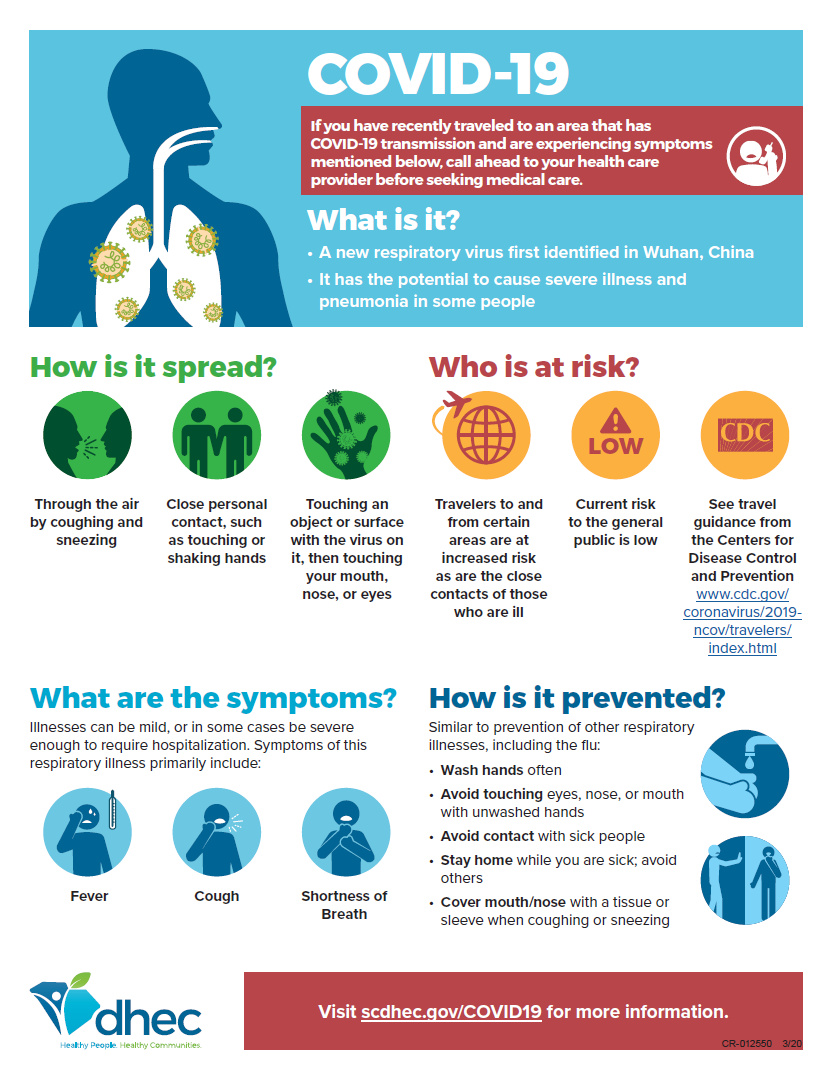 COVID-19
If you have recently traveled to an area that has
COVID-19 transmission and are experiencing symptoms
mentioned below, call ahead to your health care
provider before seeking medical care.
What is it?
• A new respiratory virus first identified in Wuhan, China
• It has the potential to cause severe illness and
pneumonia in some people
How is it spread?
Through the air
by coughing and
sneezing
Close personal
contact, such
as touching or
shaking hands
Touching an
object or surface
with the virus on
it, then touching
your mouth,
nose, or eyes
Who is at risk?
Travelers to and
from certain
areas are at
increased risk
as are the close
contacts of those
who are ill
LOW
Current risk
to the general
public is low
CDC
See travel
guidance from
the Centers for
Disease Control
and Prevention
www.cdc.gov/
coronavirus/2019-
ncov/travelers/
index.html
What are the symptoms?
Illnesses can be mild, or in some cases be severe
enough to require hospitalization. Symptoms of this
respiratory illness primarily include:
Fever
Cough
Shortness of
Breath
How is it prevented?
Similar to prevention of other respiratory
illnesses, including the flu:
• Wash hands often
• Avoid touching eyes, nose, or mouth
with unwashed hands
• Avoid contact with sick people
• Stay home while you are sick; avoid
others
• Cover mouth/nose with a tissue or
sleeve when coughing or sneezing
dhec
Healthy People. Healthy Communities.
Visit scdhec.gov/COVID19 for more information.
CR-012550 3/20